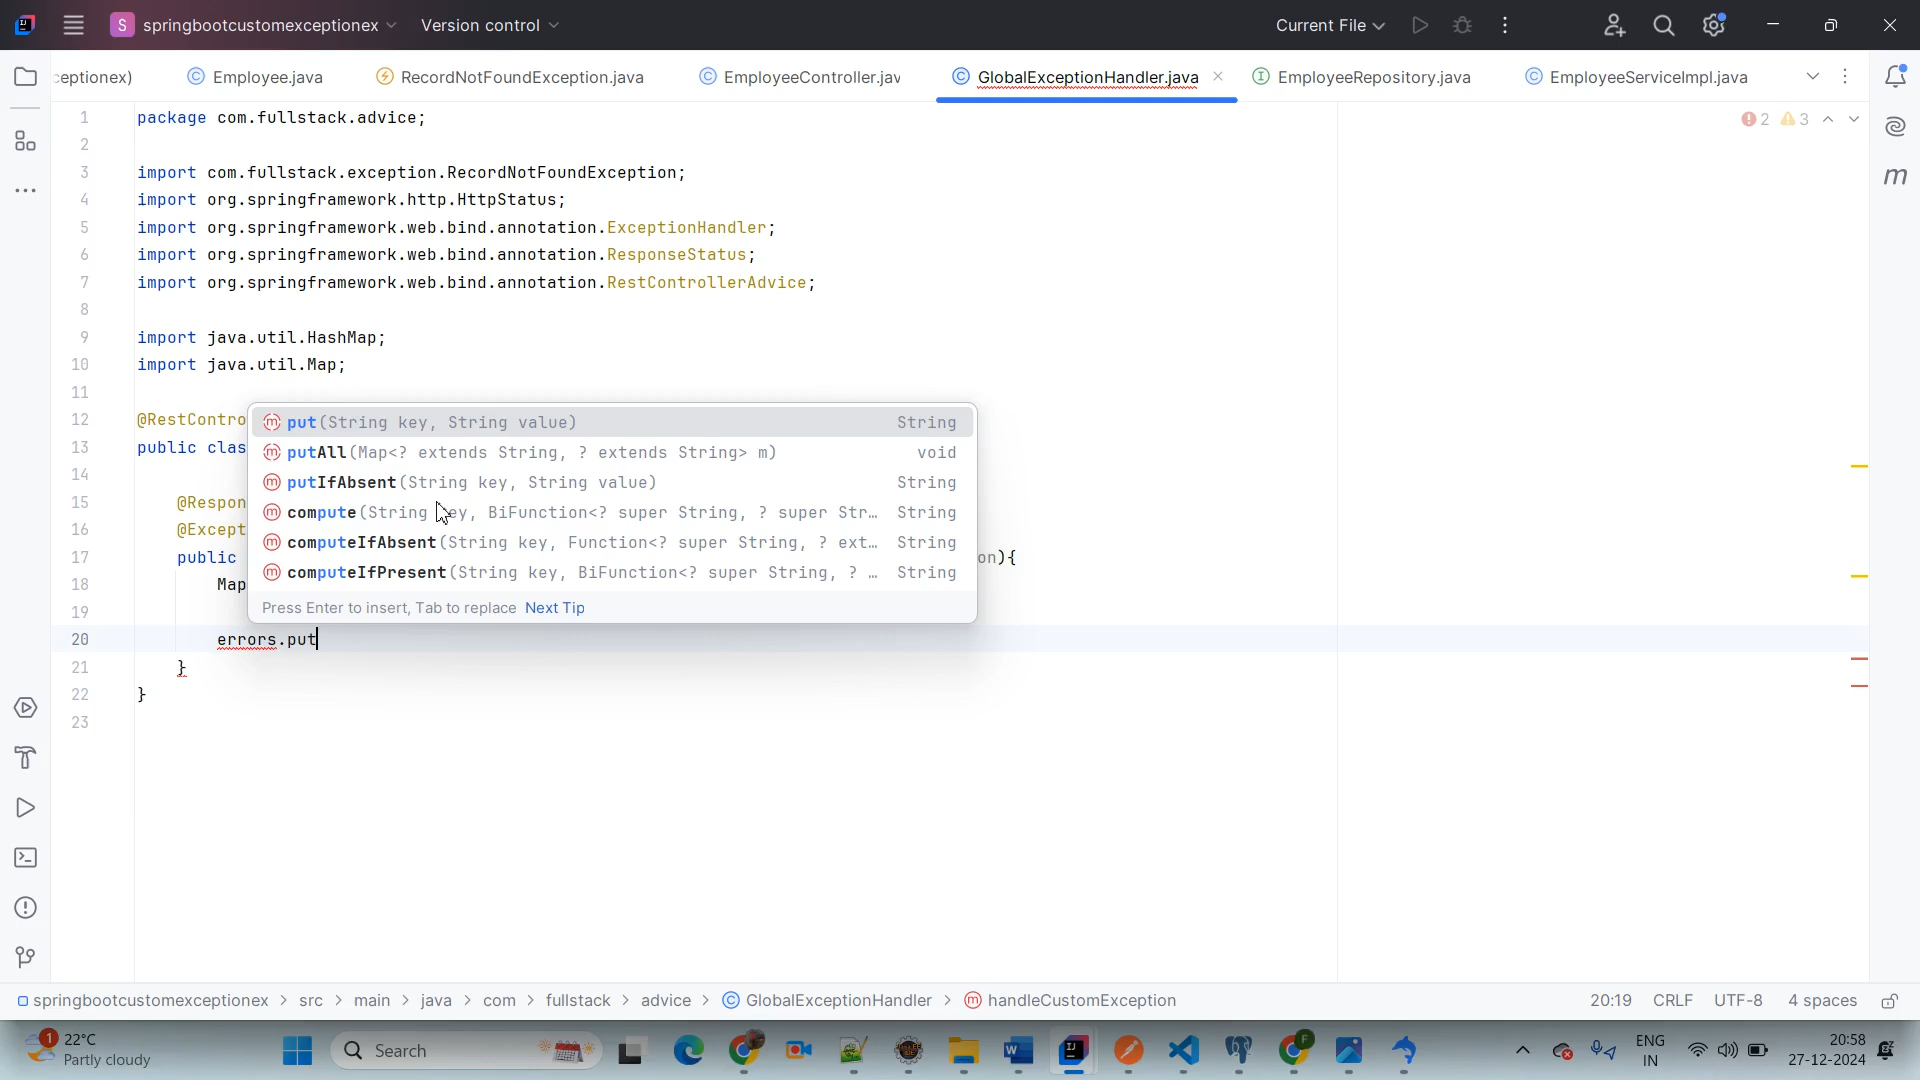 S springbootcustomexceptionex Version control Current File
ceptionex) Employee.java RecordNotFoundException.java EmployeeController.jav GlobalExceptionHandler.java EmployeeRepository.java EmployeeServiceImpl.java
1 package com.fullstack.advice; 2 3
2
3 import com.fullstack.exception.RecordNotFoundException;
4 import org.springframework.http.HttpStatus;
5 import org.springframework.web.bind.annotation.ExceptionHandler;
6 import org.springframework.web.bind.annotation.ResponseStatus;
7 import org.springframework.web.bind.annotation.RestControllerAdvice;
8
9 import java.util.HashMap;
10 import java.util.Map;
11
12 @RestContro
13 public clas
14
15 @Respon
16 @Except
17 public on){
18 Map
19
20 errors.put
21 }
22 }
23
put(String key, String value) String
putAll(Map<? extends String, ? extends String> m) void
putIfAbsent(String key, String value) String
compute(String key, BiFunction<? super String, ? super Str… String
computeIfAbsent(String key, Function<? super String, ? ext… String
computeIfPresent(String key, BiFunction<? super String, ? … String
Press Enter to insert, Tab to replace Next Tip
springbootcustomexceptionex > src > main > java > com > fullstack > advice > GlobalExceptionHandler > handleCustomException 20:19 CRLF UTF-8 4 spaces
1 22°C
Partly cloudy
Search
ENG
IN
20:58
27-12-2024